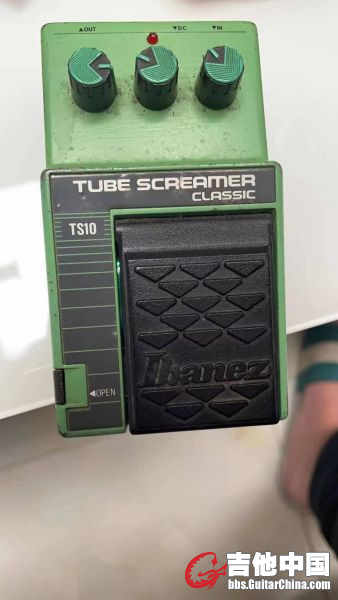 ▲OUT ▼DC ▼IN
TUBE SCREAMER
CLASSIC
TS10
Ibanez
◀OPEN
吉他中国
bbs.GuitarChina.com